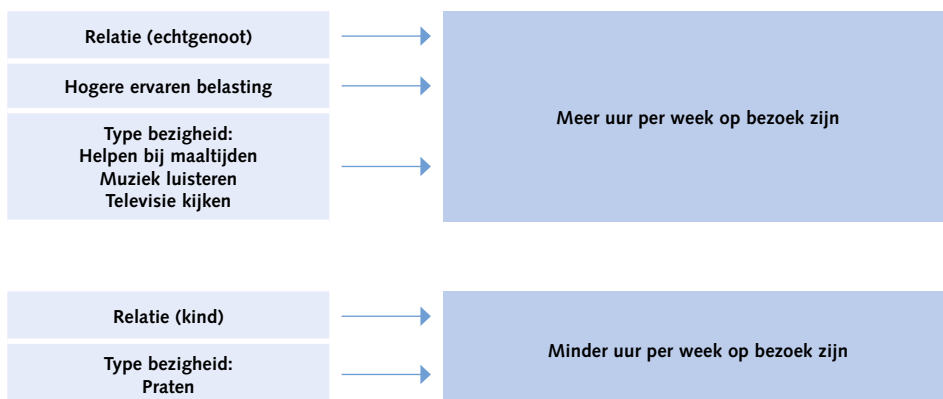 Relatie (echtgenoot)
Hogere ervaren belasting
Type bezigheid:
Helpen bij maaltijden
Muziek luisteren
Televisie kijken
Meer uur per week op bezoek zijn
Relatie (kind)
Type bezigheid:
Praten
Minder uur per week op bezoek zijn